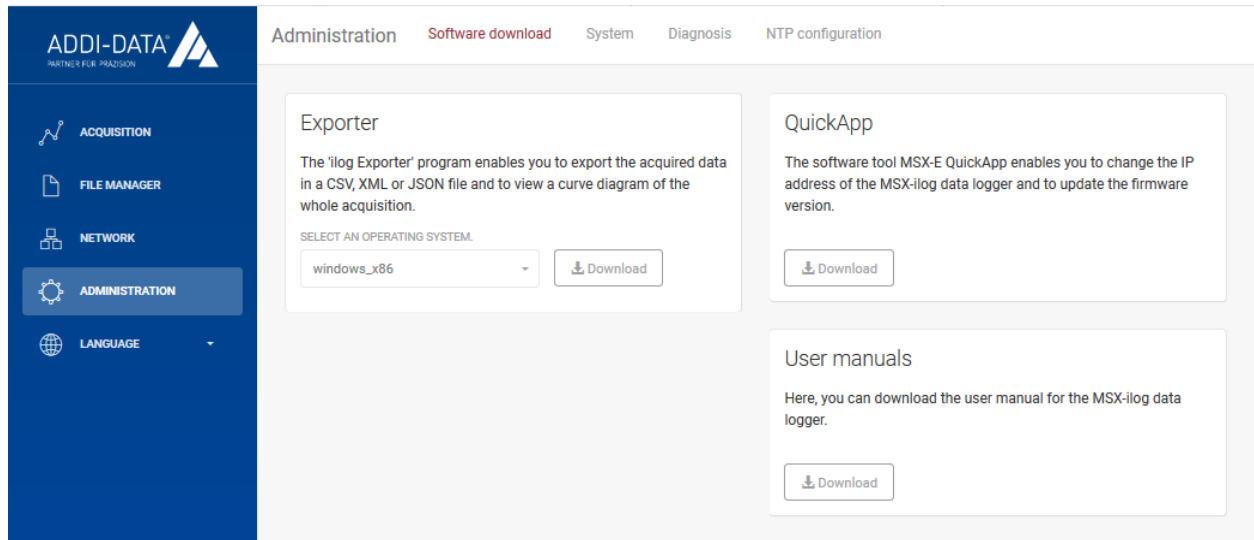 ADDI-DATA®
PARTNER FÜR PRÄZISION
ACQUISITION
FILE MANAGER
NETWORK
ADMINISTRATION
LANGUAGE
Administration Software download System Diagnosis NTP configuration
Exporter
The 'ilog Exporter' program enables you to export the acquired data
in a CSV, XML or JSON file and to view a curve diagram of the
whole acquisition.
SELECT AN OPERATING SYSTEM.
windows_x86 Download
QuickApp
The software tool MSX-E QuickApp enables you to change the IP
address of the MSX-ilog data logger and to update the firmware
version.
Download
User manuals
Here, you can download the user manual for the MSX-ilog data
logger.
Download